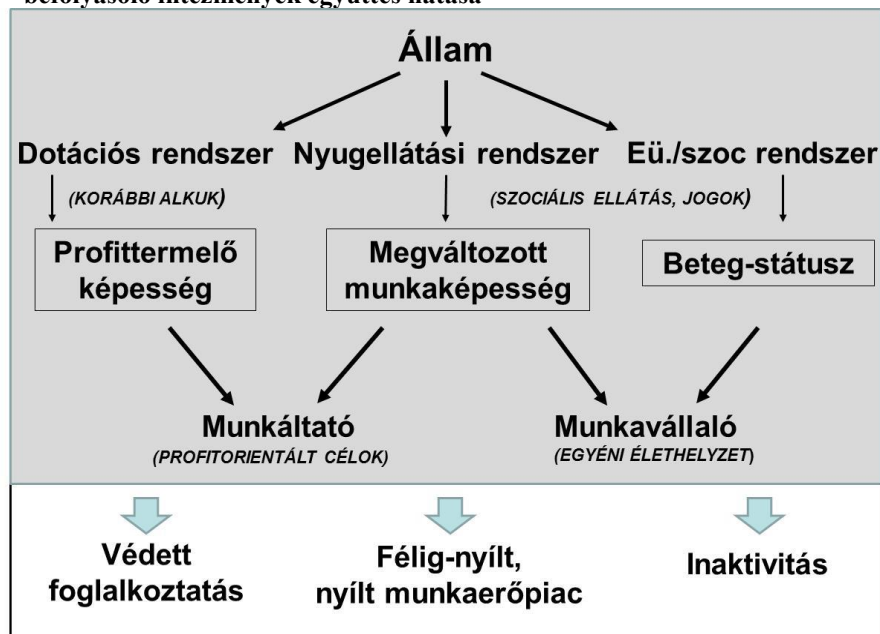 befolyásoló intézmények együttes hatása
Állam
Dotációs rendszer Nyugellátási rendszer Eü./szoc rendszer
(KORÁBBI ALKUK) (SZOCIÁLIS ELLÁTÁS, JOGOK)
Profittermelő
képesség
Megváltozott
munkaképesség
Beteg-státusz
Munkáltató
(PROFITORIENTÁLT CÉLOK)
Munkavállaló
(EGYÉNI ÉLETHELYZET)
Védett
foglalkoztatás
Félig-nyílt,
nyílt munkaerőpiac
Inaktivitás